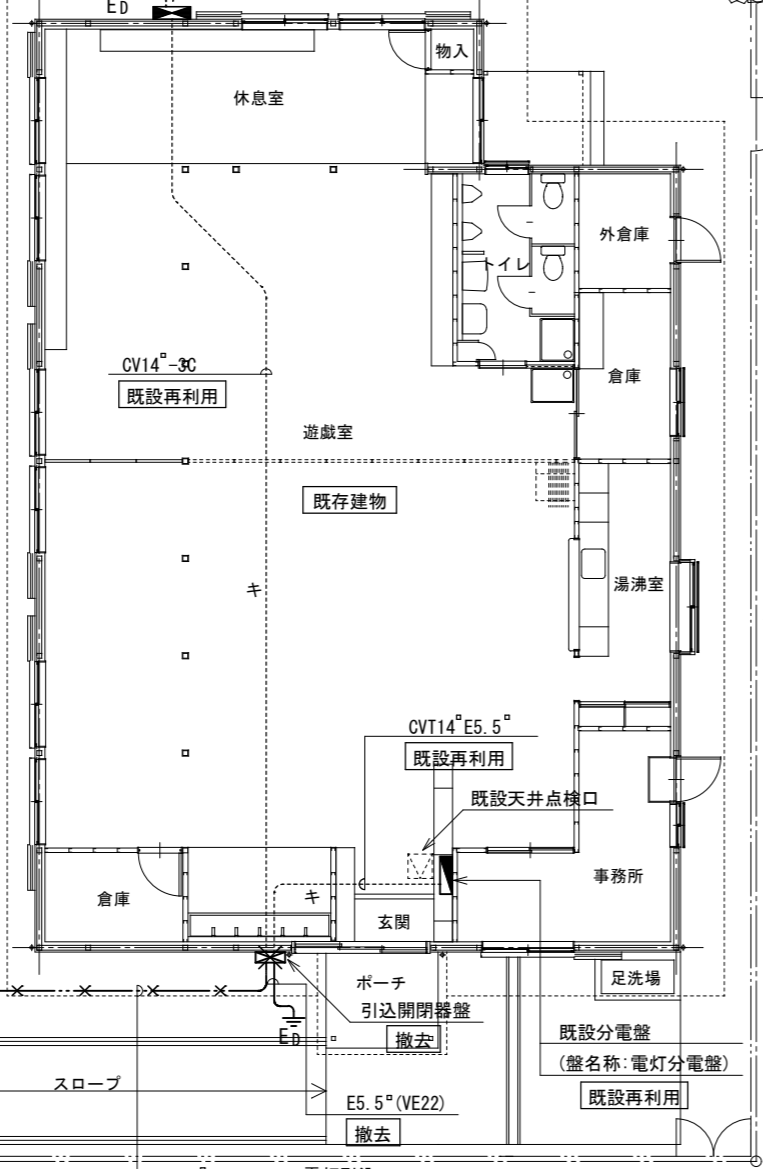 ED
物入
休息室
外倉庫
トイレ
CV14□-3C
既設再利用
倉庫
遊戯室
既存建物
湯沸室
キ
CVT14□E5.5□
既設再利用
既設天井点検口
事務所
倉庫
キ
玄関
ポーチ
足洗場
引込開閉器盤
撤去
ED
既設分電盤
(盤名称:電灯分電盤)
既設再利用
スロープ
E5.5□(VE22)
撤去